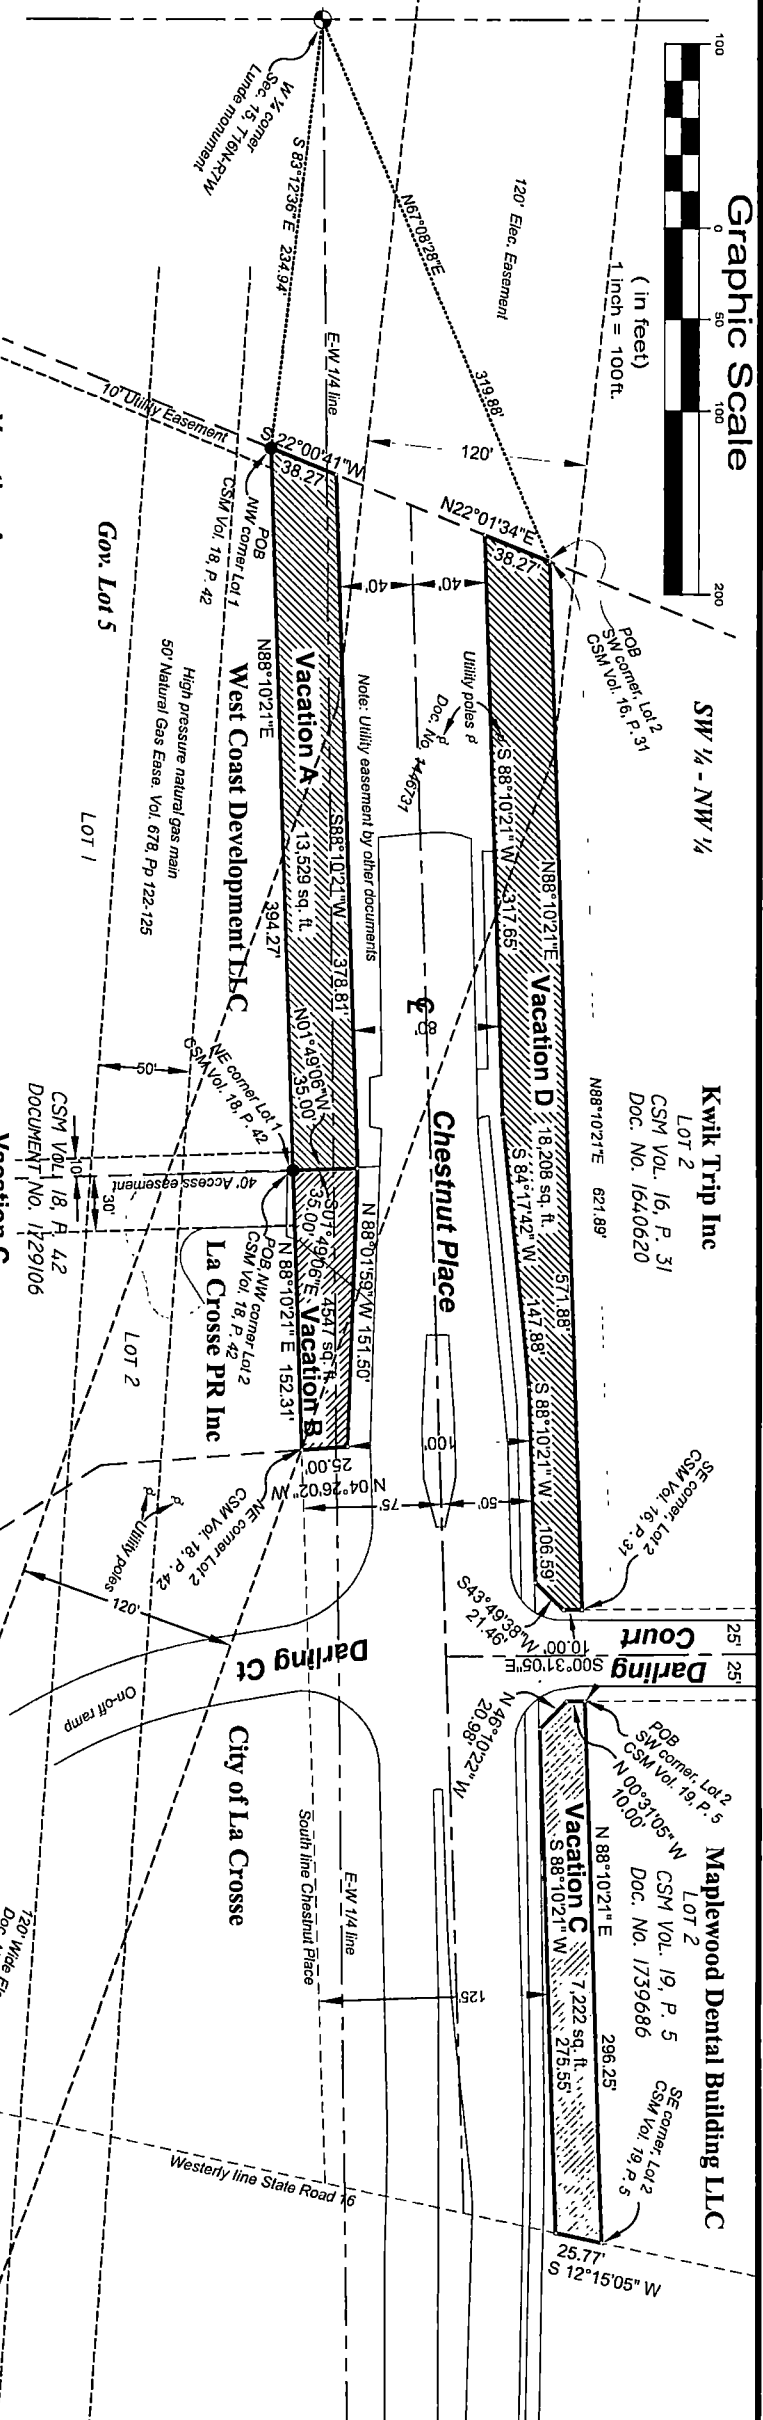 Graphic Scale
100
0
50
100
200
( in feet)
1 inch = 100 ft.
SW ¼ - NW ¼
W ¼ corner
Sec. 15, T16N-R7W
Lunde monument
N67°08'28"E
319.88'
S 83°12'36"E 234.94'
120' Elec. Easement
E-W 1/4 line
120'
10' Utility Easement
S 22°00'41"W
38.27'
N22°01'34"E
38.27'
POB
NW corner Lot 1
CSM Vol. 18, P. 42
POB
SW corner, Lot 2
CSM Vol. 16, P. 31
40'
40'
Gov. Lot 5
High pressure natural gas main
50' Natural Gas Ease. Vol. 678, Pp 122-125
LOT 1
West Coast Development LLC
N88°10'21"E
394.27'
Vacation A
13,529 sq. ft.
S88°10'21"W
378.81'
Note: Utility easement by other documents
Utility poles
Doc. No. 1446731
N01°49'06"W
35.00'
NE corner Lot 1
CSM Vol. 18, P. 42
S 88°10'21" W
317.65'
N88°10'21"E
Vacation D
18,208 sq. ft.
571.88'
S 84°17'42" W
147.88'
S 88°10'21" W
106.59'
Kwik Trip Inc
LOT 2
CSM VOL. 16, P. 31
Doc. No. 1640620
N88°10'21"E 621.89'
80'
Chestnut Place
50'
10'
30'
40' Access easement
CSM VOL. 18, P. 42
DOCUMENT No. 1729106
POB, NW corner Lot 2
CSM Vol. 18, P. 42
La Crosse PR Inc
LOT 2
S01°49'06"E
35.00'
4547 sq. ft.
Vacation B
N 88°01'59" W 151.50'
N 88°10'21" E 152.31'
25.00'
N 04°26'02" W
NE corner Lot 2
CSM Vol. 18, P. 42
100'
75'
50'
Utility poles
120'
SE corner, Lot 2
CSM Vol. 16, P. 31
S43°49'38"W
21.46'
10.00'
S00°31'05"E
Darling
Court
25'
25'
Darling Ct
On-off ramp
City of La Crosse
N 46°10'22" W
20.98'
POB
SW corner, Lot 2
CSM Vol. 19, P. 5
N 00°31'05" W
10.00'
Maplewood Dental Building LLC
LOT 2
CSM VOL. 19, P. 5
Doc. No. 1739686
N 88°10'21" E
296.25'
Vacation C
7,222 sq. ft.
S 88°10'21" W
275.55'
SE corner, Lot 2
CSM Vol. 19, P. 5
25.77'
S 12°15'05" W
125'
E-W 1/4 line
South line Chestnut Place
Westerly line State Road 16
120' Wide
Vacation C